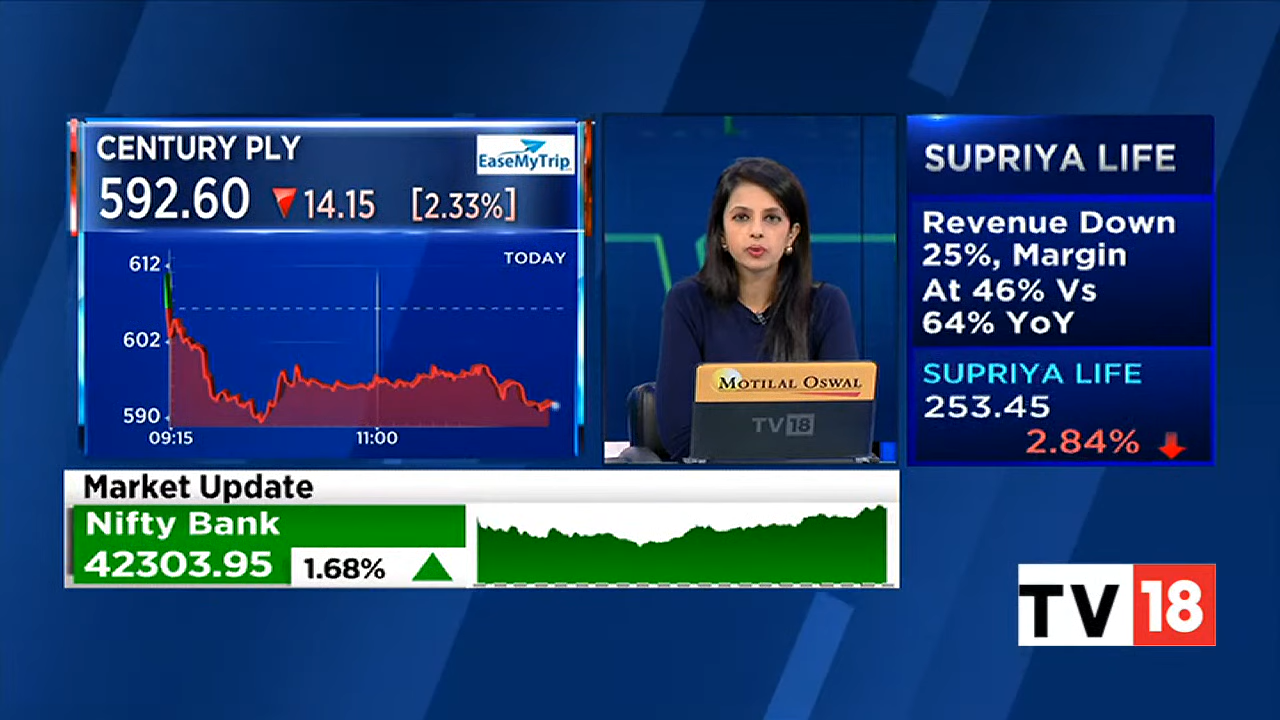 CENTURY PLY
EaseMyTrip
592.60 ▼ 14.15 [2.33%]
TODAY
612
602
590
09:15 11:00
MOTILAL OSWAL
TV18
SUPRIYA LIFE
Revenue Down
25%, Margin
At 46% Vs
64% YoY
SUPRIYA LIFE
253.45
2.84%
Market Update
Nifty Bank
42303.95 1.68%
TV18